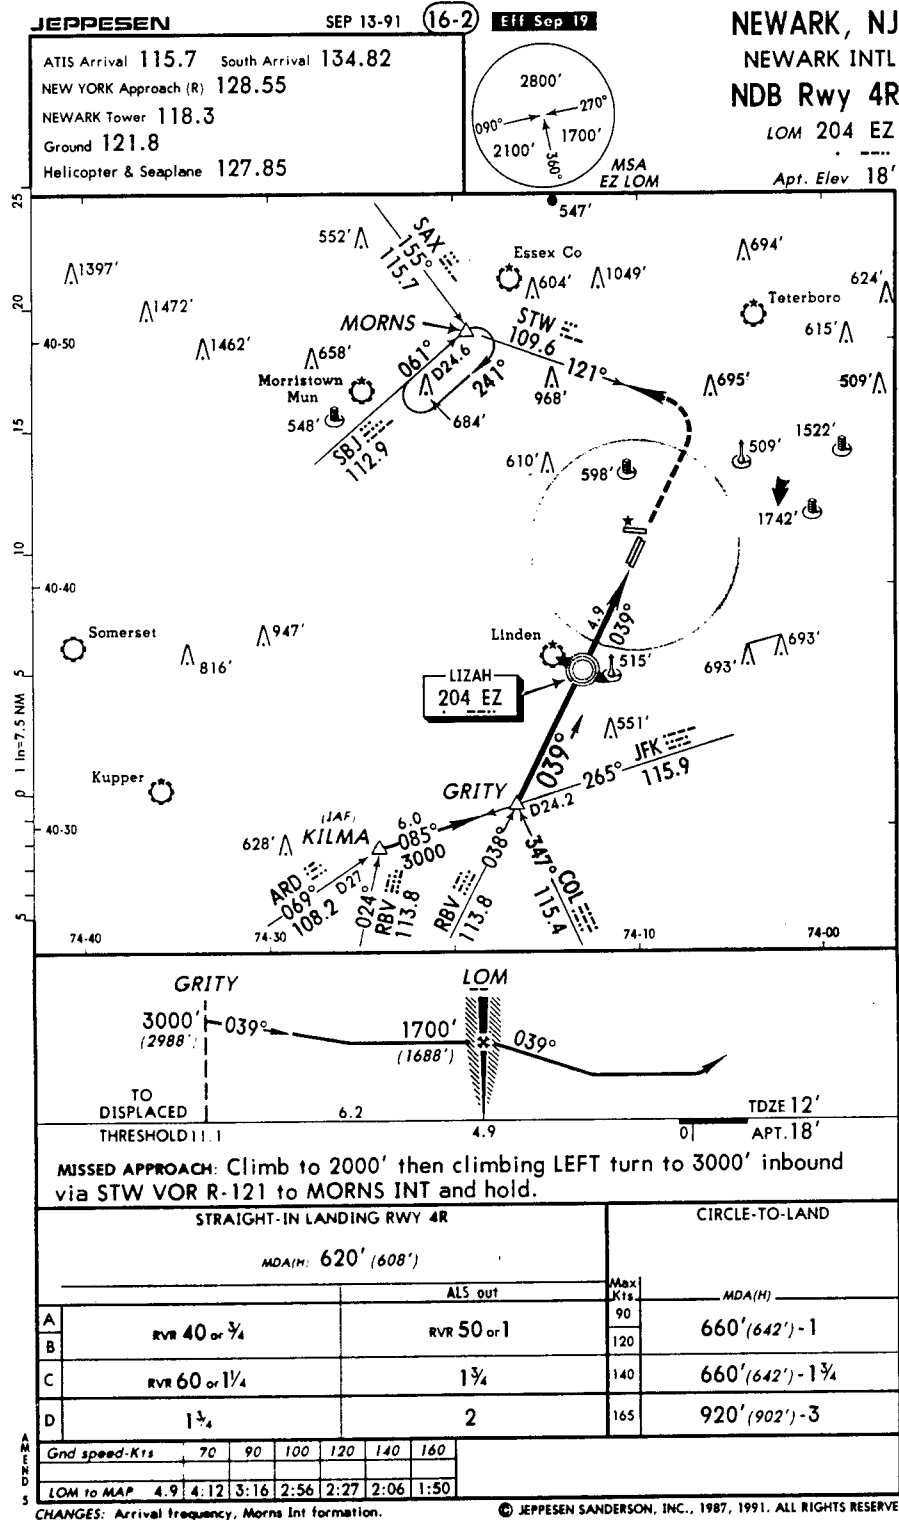 JEPPESEN SEP 13-91 16-2 Eff Sep 19
NEWARK, NJ
NEWARK INTL
NDB Rwy 4R
LOM 204 EZ
Apt. Elev 18'
ATIS Arrival 115.7 South Arrival 134.82
NEW YORK Approach (R) 128.55
NEWARK Tower 118.3
Ground 121.8
Helicopter & Seaplane 127.85
2800'
270°
090°
1700'
2100'
360°
MSA
EZ LOM
25
547'
SAX
155°
115.7
552'
694'
Essex Co
1397'
604'
1049'
624'
1472'
Teterboro
20
STW
109.6
615'
MORNS
40-50
1462'
658'
061°
D24.6
121°
241°
Morristown
Mun
968'
695'
509'
684'
548'
SBJ
112.9
15
610'
598'
509'
1522'
1742'
10
40-40
4.9
039°
Somerset
947'
Linden
693'
693'
816'
515'
5
LIZAH
204 EZ
1 in=7.5 NM
551'
039°
JFK
115.9
265°
Kupper
GRITY
D24.2
0
(IAF)
KILMA
6.0
085°
3000
40-30
628'
038°
347°
COL
115.4
ARD
069°
108.2
D27
024°
RBV
113.8
RBV
113.8
5
74-40 74-30 74-10 74-00
GRITY LOM
3000' 039° 1700' 039°
(2988') (1688')
TO
DISPLACED 6.2 TDZE 12'
THRESHOLD 11.1 4.9 0 APT. 18'
MISSED APPROACH: Climb to 2000' then climbing LEFT turn to 3000' inbound
via STW VOR R-121 to MORNS INT and hold.
STRAIGHT-IN LANDING RWY 4R CIRCLE-TO-LAND
MDA(H): 620' (608')
ALS out Max Kts. MDA(H)
A RVR 40 or ¾ RVR 50 or 1 90 660' (642') - 1
B 120
C RVR 60 or 1¼ 1¾ 140 660' (642') - 1¾
D 1¾ 2 165 920' (902') - 3
Gnd speed-Kts 70 90 100 120 140 160
LOM to MAP 4.9 4:12 3:16 2:56 2:27 2:06 1:50
AMEND 5
CHANGES: Arrival frequency, Morns Int formation.
© JEPPESEN SANDERSON, INC., 1987, 1991. ALL RIGHTS RESERVE